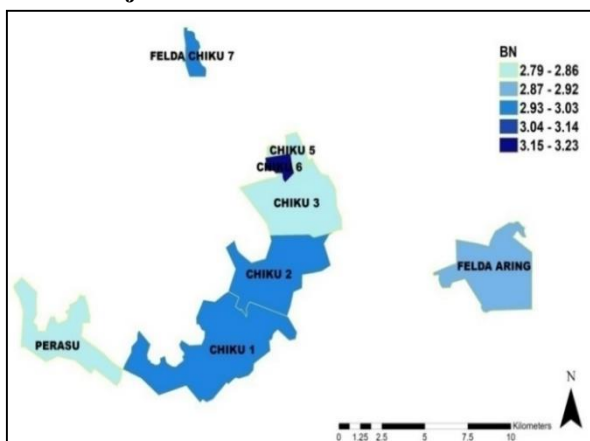 BN
2.79 - 2.86
2.87 - 2.92
2.93 - 3.03
3.04 - 3.14
3.15 - 3.23
FELDA CHIKU 7
CHIKU 5
CHIKU 6
CHIKU 3
CHIKU 2
FELDA ARING
PERASU
CHIKU 1
N
Kilometers
0 1.25 2.5 5 7.5 10